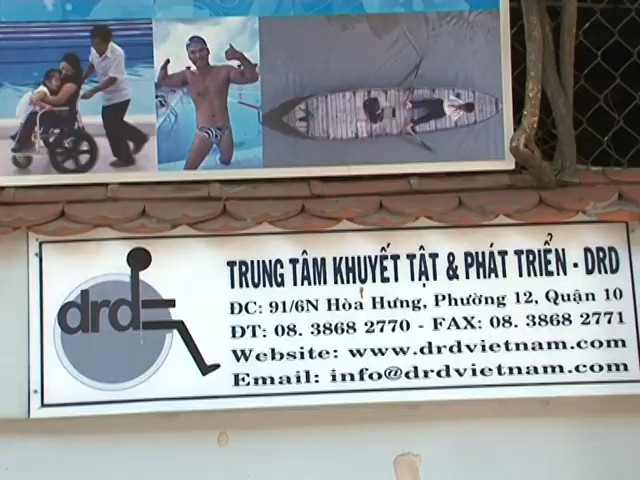 drd
TRUNG TÂM KHUYẾT TẬT & PHÁT TRIỂN - DRD
ĐC: 91/6N Hòa Hưng, Phường 12, Quận 10
ĐT: 08. 3868 2770 - FAX: 08. 3868 2771
Website: www.drdvietnam.com
Email: info@drdvietnam.com